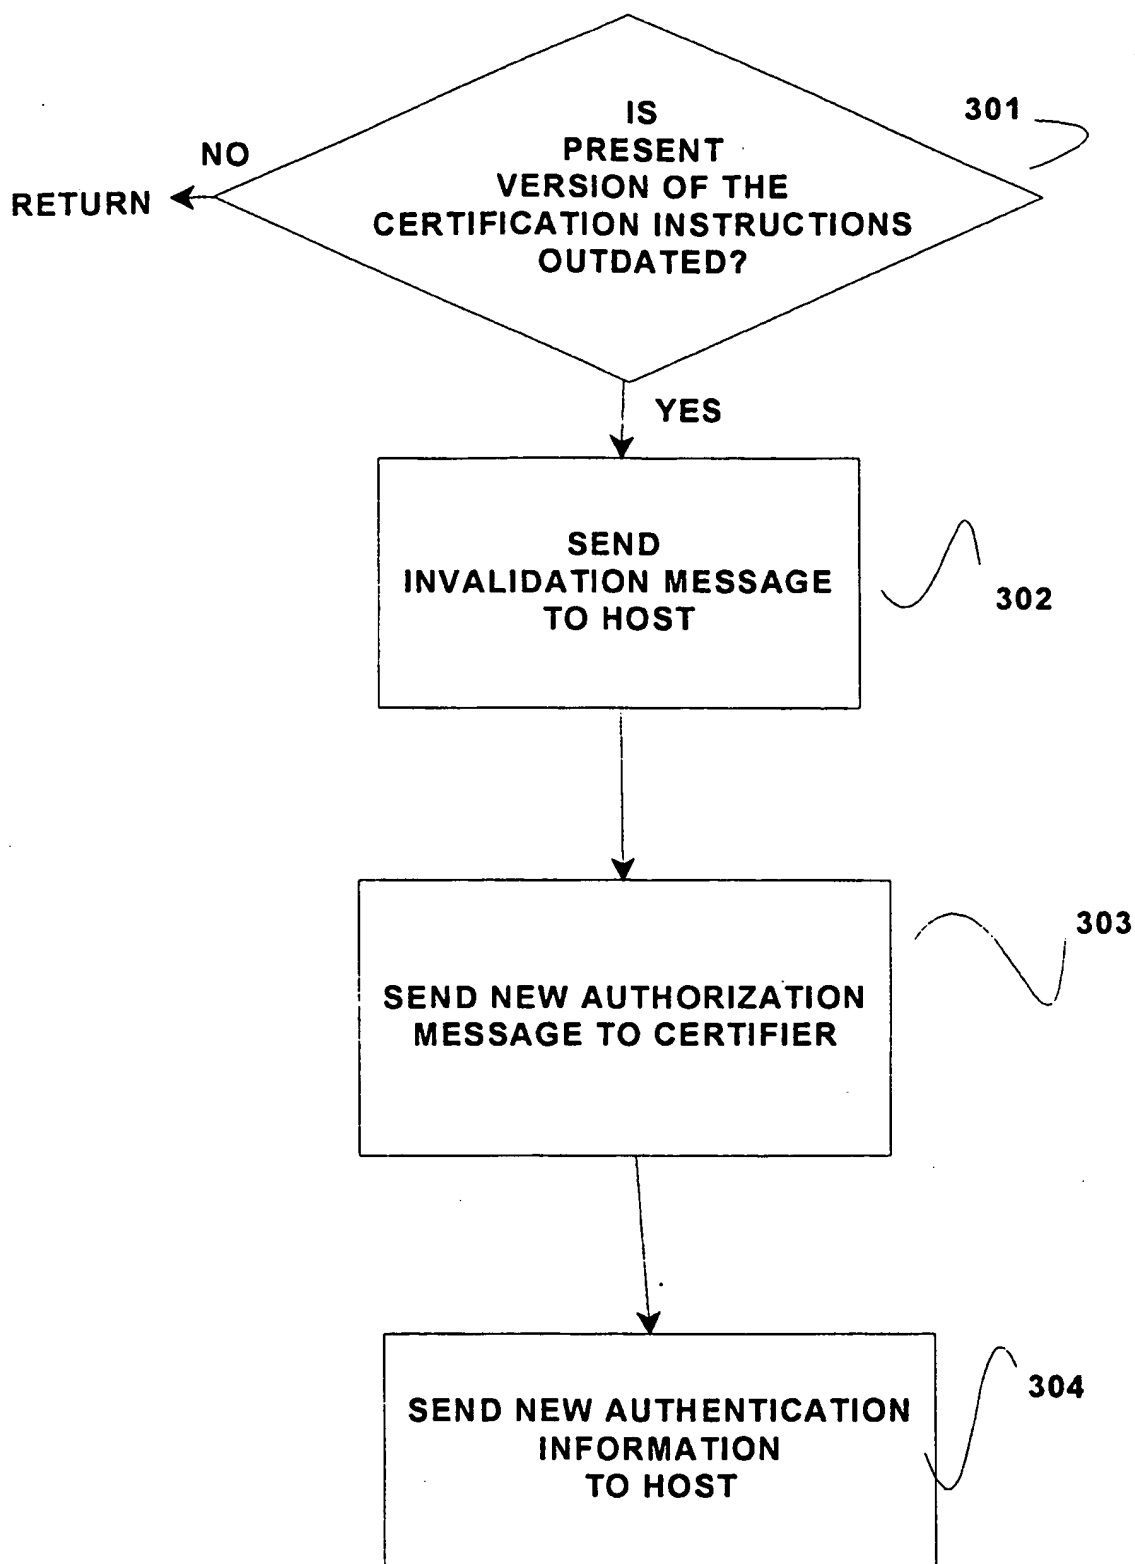 IS
PRESENT
VERSION OF THE
CERTIFICATION INSTRUCTIONS
OUTDATED?
301
NO
RETURN
YES
SEND
INVALIDATION MESSAGE
TO HOST
302
SEND NEW AUTHORIZATION
MESSAGE TO CERTIFIER
303
SEND NEW AUTHENTICATION
INFORMATION
TO HOST
304